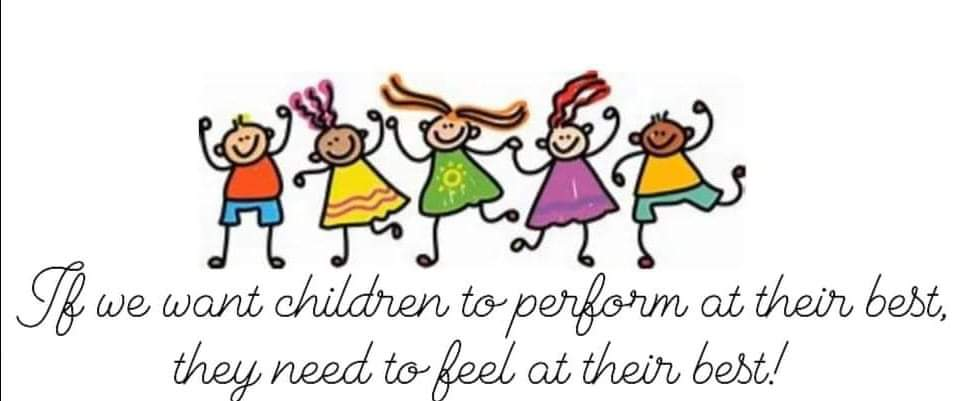 If we want children to perform at their best,
they need to feel at their best!